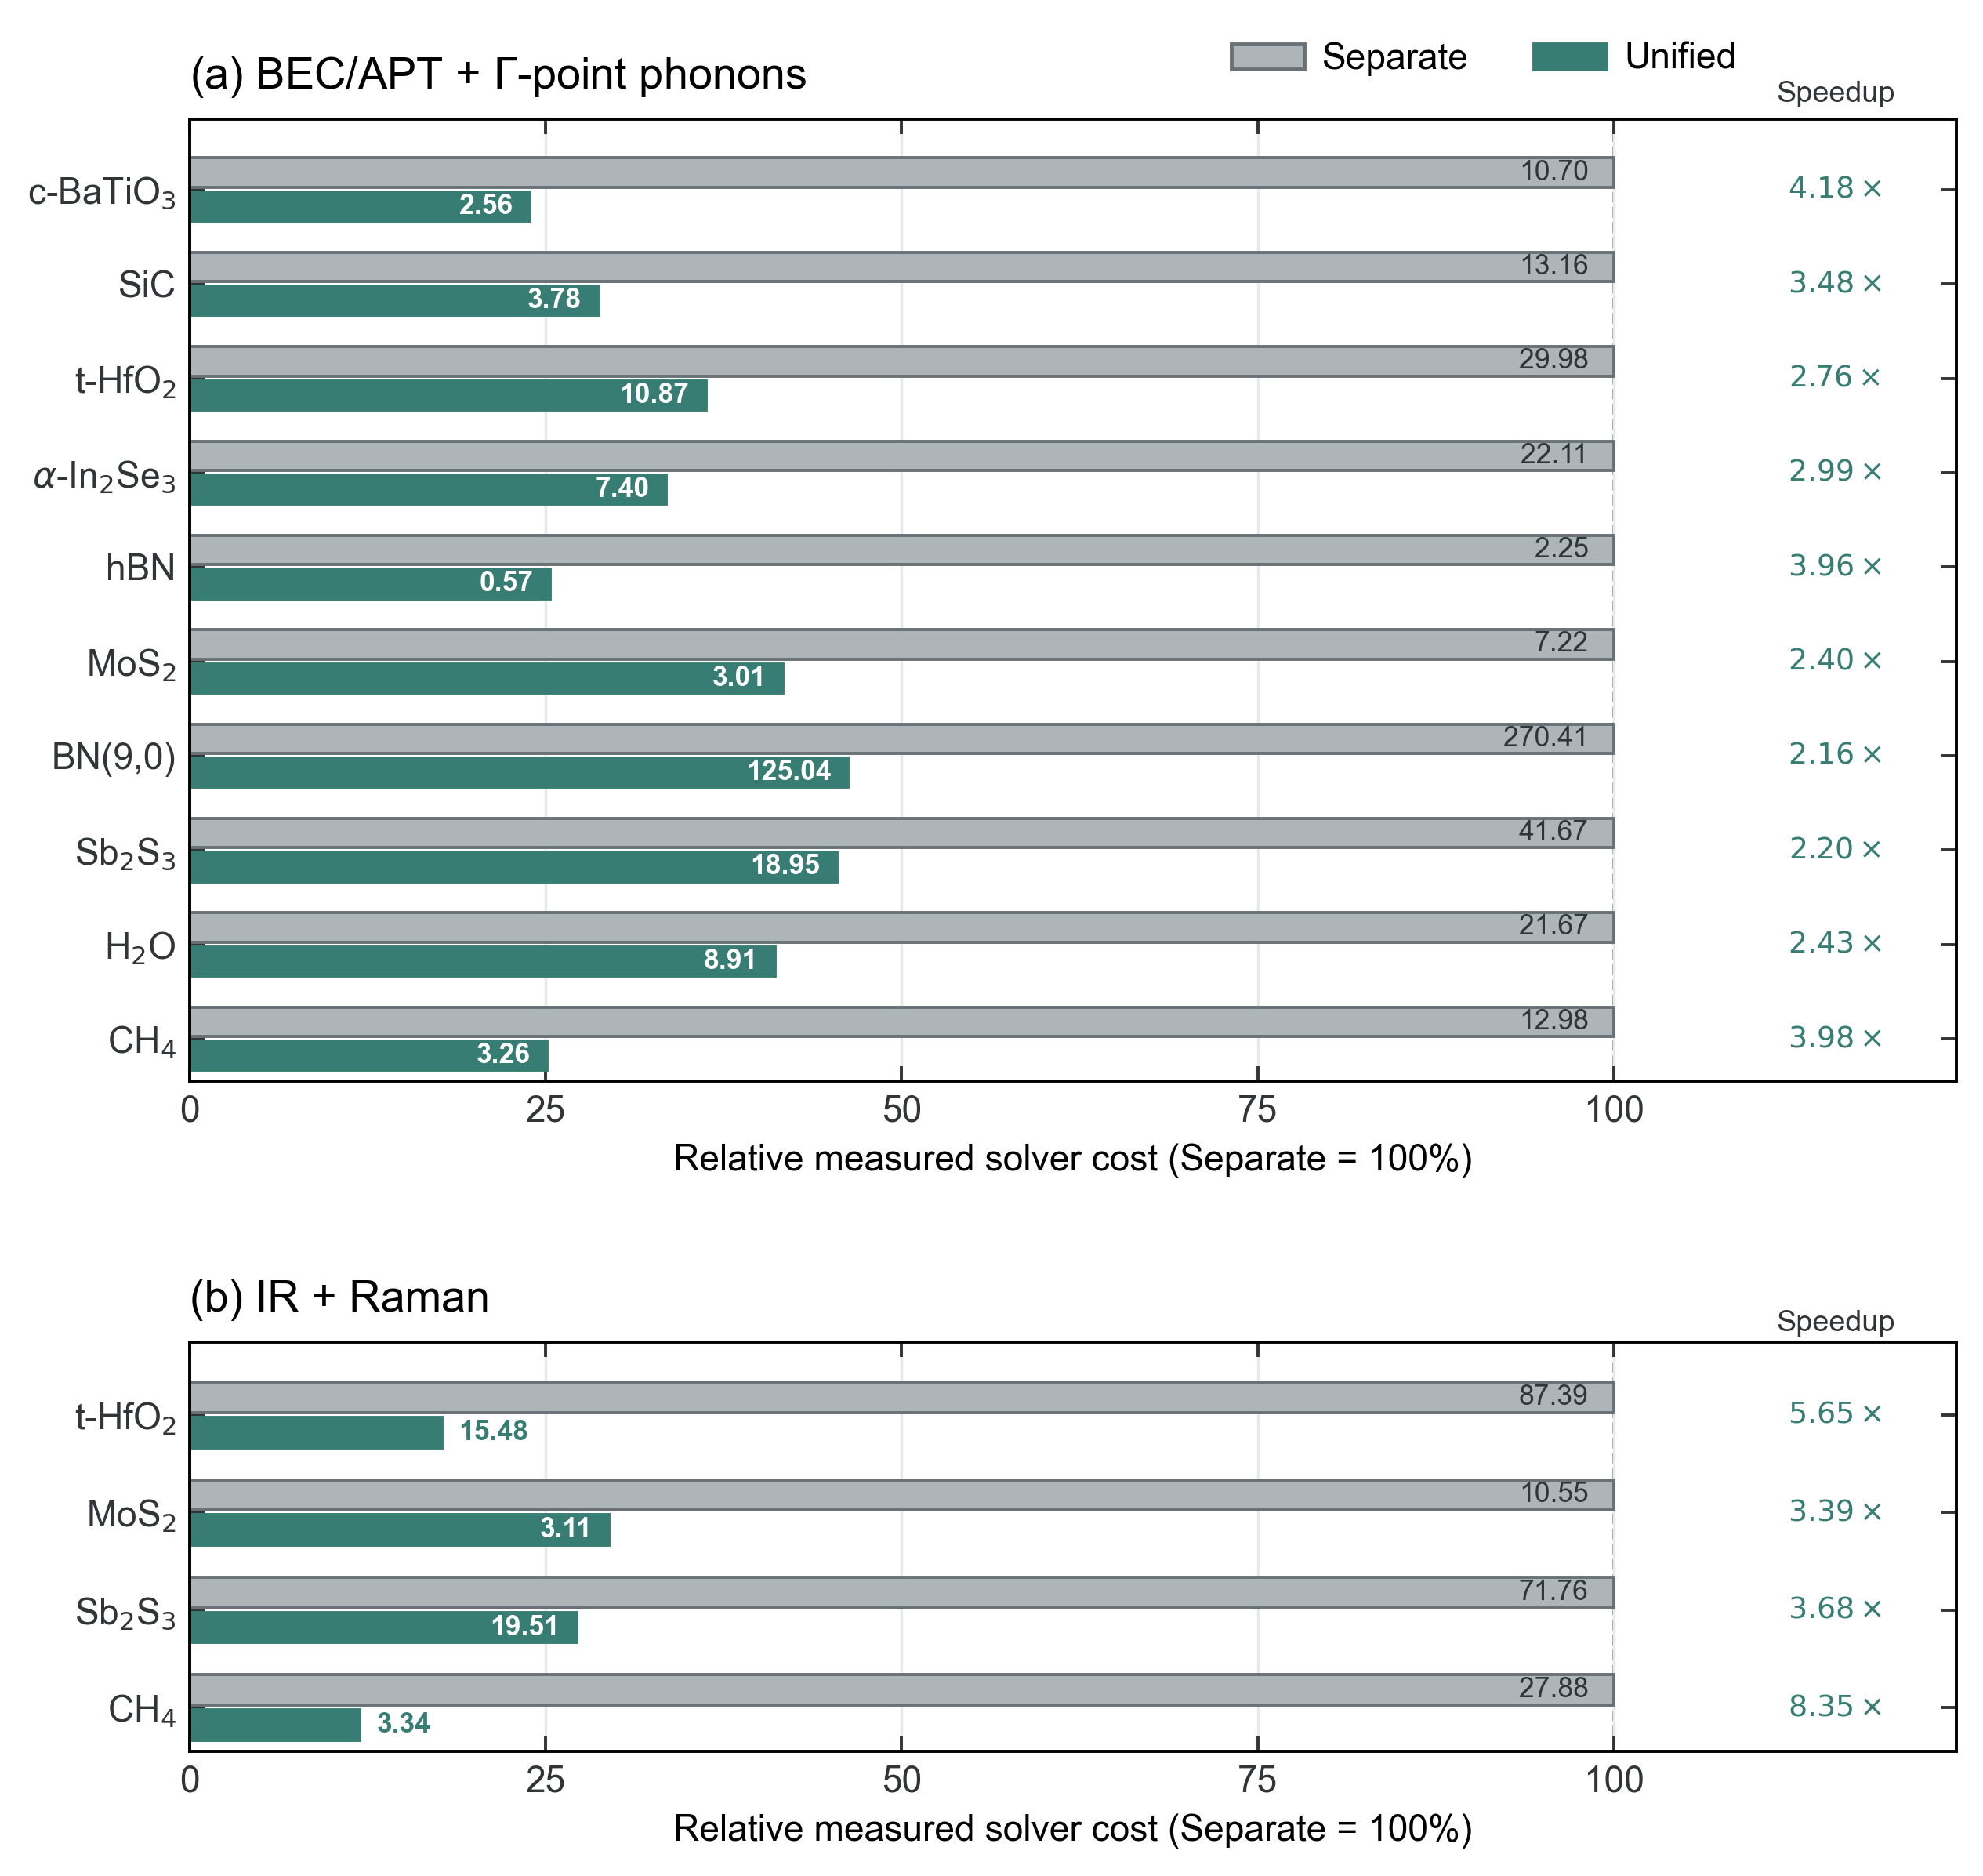 Separate Unified
(a) BEC/APT + Γ-point phonons
Speedup
c-BaTiO₃ 10.70 2.56 4.18 ×
SiC 13.16 3.78 3.48 ×
t-HfO₂ 29.98 10.87 2.76 ×
α-In₂Se₃ 22.11 7.40 2.99 ×
hBN 2.25 0.57 3.96 ×
MoS₂ 7.22 3.01 2.40 ×
BN(9,0) 270.41 125.04 2.16 ×
Sb₂S₃ 41.67 18.95 2.20 ×
H₂O 21.67 8.91 2.43 ×
CH₄ 12.98 3.26 3.98 ×
0 25 50 75 100
Relative measured solver cost (Separate = 100%)
(b) IR + Raman
Speedup
t-HfO₂ 87.39 15.48 5.65 ×
MoS₂ 10.55 3.11 3.39 ×
Sb₂S₃ 71.76 19.51 3.68 ×
CH₄ 27.88 3.34 8.35 ×
0 25 50 75 100
Relative measured solver cost (Separate = 100%)